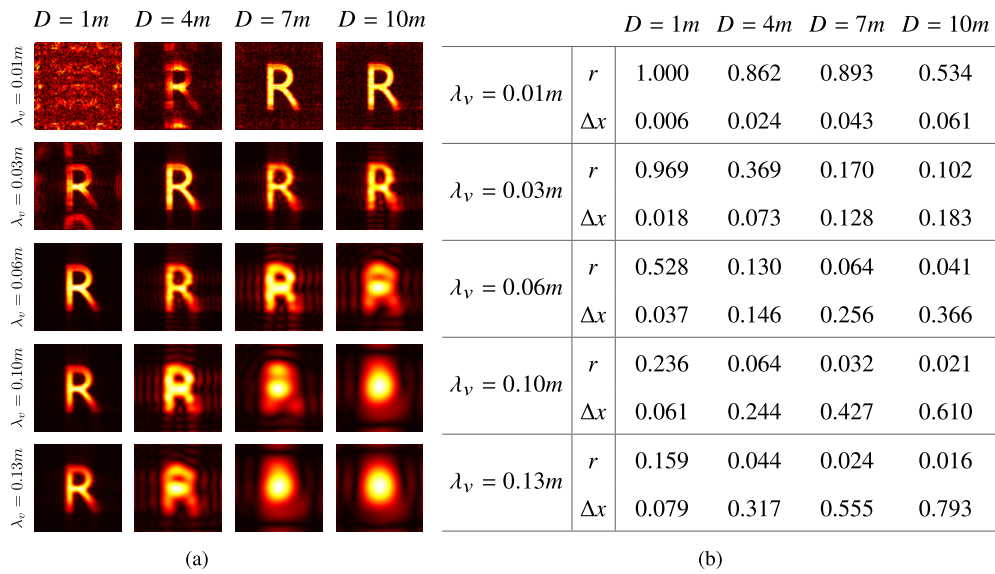 D = 1m D = 4m D = 7m D = 10m
λv = 0.01m
R R R
λv = 0.03m
R R R R
λv = 0.06m
R R R R
λv = 0.10m
R R R
λv = 0.13m
R R
(a)
D = 1m D = 4m D = 7m D = 10m
λv = 0.01m
r 1.000 0.862 0.893 0.534
Δx 0.006 0.024 0.043 0.061
λv = 0.03m
r 0.969 0.369 0.170 0.102
Δx 0.018 0.073 0.128 0.183
λv = 0.06m
r 0.528 0.130 0.064 0.041
Δx 0.037 0.146 0.256 0.366
λv = 0.10m
r 0.236 0.064 0.032 0.021
Δx 0.061 0.244 0.427 0.610
λv = 0.13m
r 0.159 0.044 0.024 0.016
Δx 0.079 0.317 0.555 0.793
(b)